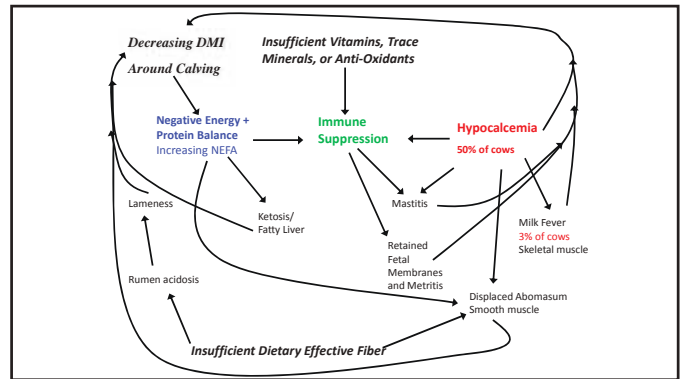 Decreasing DMI
Around Calving
Insufficient Vitamins, Trace
Minerals, or Anti-Oxidants
Negative Energy +
Protein Balance
Increasing NEFA
Immune
Suppression
Hypocalcemia
50% of cows
Lameness
Ketosis/
Fatty Liver
Mastitis
Milk Fever
3% of cows
Skeletal muscle
Retained
Fetal
Membranes
and Metritis
Rumen acidosis
Displaced Abomasum
Smooth muscle
Insufficient Dietary Effective Fiber